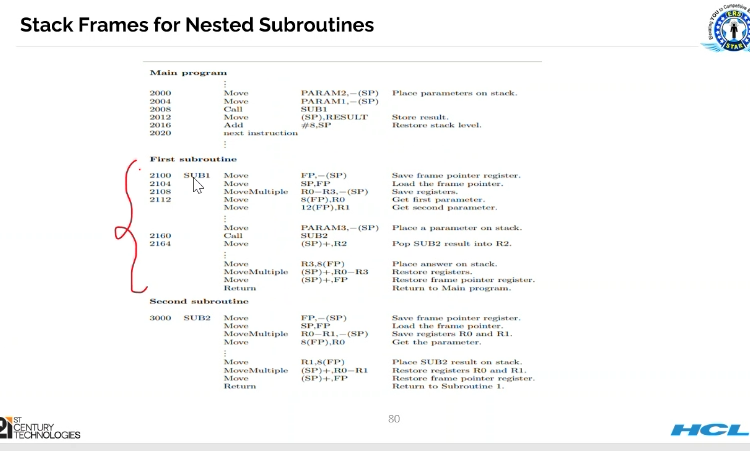 Stack Frames for Nested Subroutines
ERS
STAR
Main program
⋮
2000 Move PARAM2,−(SP) Place parameters on stack.
2004 Move PARAM1,−(SP)
2008 Call SUB1
2012 Move (SP),RESULT Store result.
2016 Add #8,SP Restore stack level.
2020 next instruction
⋮
First subroutine
2100 SUB1 Move FP,−(SP) Save frame pointer register.
2104 Move SP,FP Load the frame pointer.
2108 MoveMultiple R0−R3,−(SP) Save registers.
2112 Move 8(FP),R0 Get first parameter.
Move 12(FP),R1 Get second parameter.
⋮
Move PARAM3,−(SP) Place a parameter on stack.
2160 Call SUB2
2164 Move (SP)+,R2 Pop SUB2 result into R2.
⋮
Move R3,8(FP) Place answer on stack.
MoveMultiple (SP)+,R0−R3 Restore registers.
Move (SP)+,FP Restore frame pointer register.
Return Return to Main program.
Second subroutine
3000 SUB2 Move FP,−(SP) Save frame pointer register.
Move SP,FP Load the frame pointer.
MoveMultiple R0−R1,−(SP) Save registers R0 and R1.
Move 8(FP),R0 Get the parameter.
⋮
Move R1,8(FP) Place SUB2 result on stack.
MoveMultiple (SP)+,R0−R1 Restore registers R0 and R1.
Move (SP)+,FP Restore frame pointer register.
Return Return to Subroutine 1.
80
21ST
CENTURY
TECHNOLOGIES
HCL